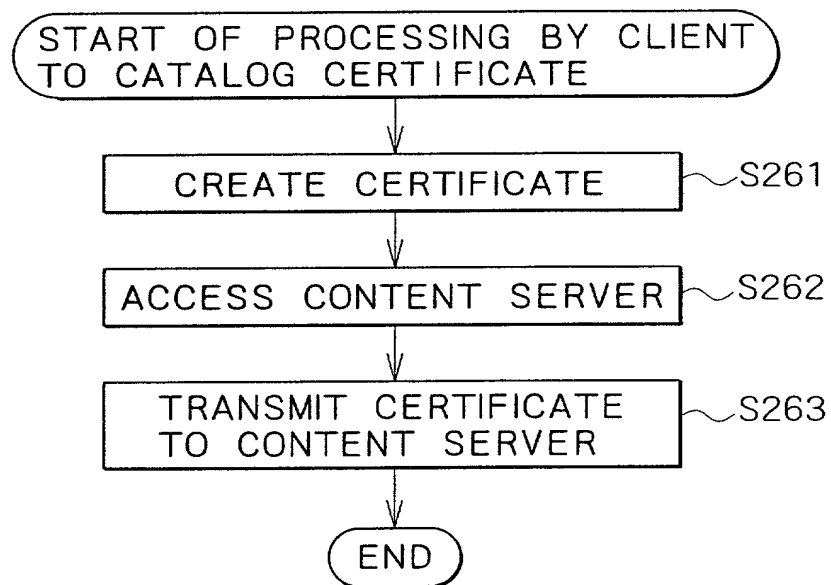 START OF PROCESSING BY CLIENT
TO CATALOG CERTIFICATE
CREATE CERTIFICATE
S261
ACCESS CONTENT SERVER
S262
TRANSMIT CERTIFICATE
TO CONTENT SERVER
S263
END